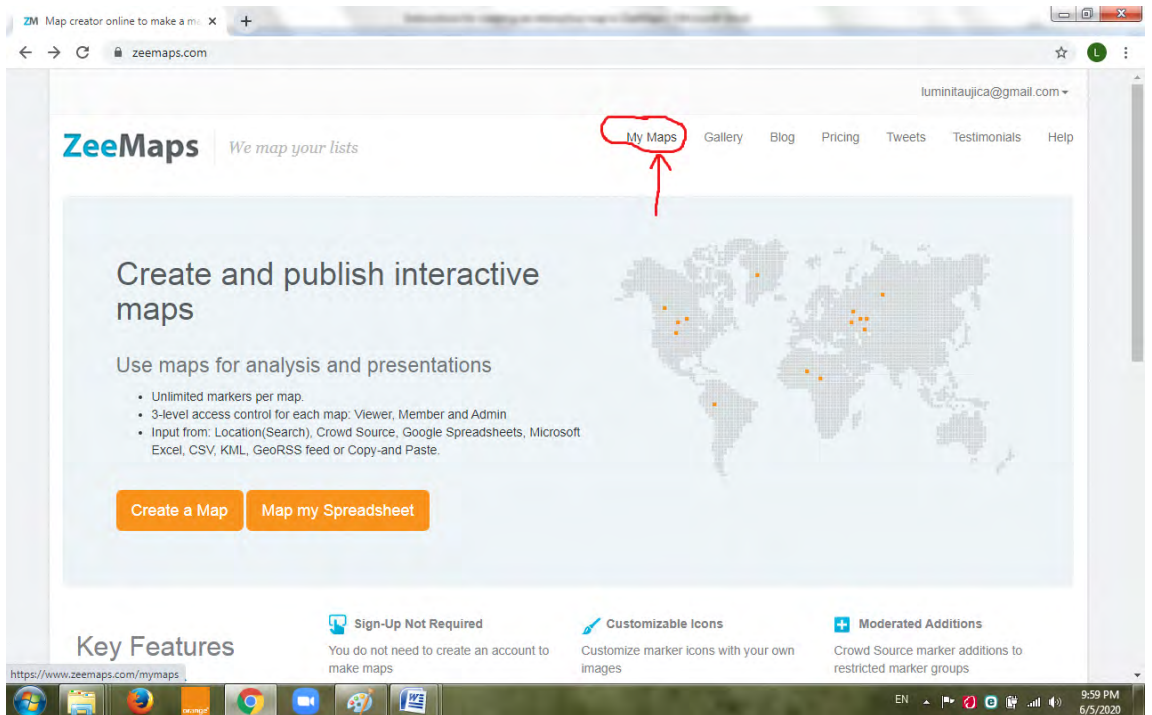 ZM Map creator online to make a m
zeemaps.com
L
luminitaujica@gmail.com
ZeeMaps We map your lists
My Maps Gallery Blog Pricing Tweets Testimonials Help
Create and publish interactive
maps
Use maps for analysis and presentations
• Unlimited markers per map.
• 3-level access control for each map: Viewer, Member and Admin
• Input from: Location(Search), Crowd Source, Google Spreadsheets, Microsoft
Excel, CSV, KML, GeoRSS feed or Copy-and Paste.
Create a Map Map my Spreadsheet
Key Features
Sign-Up Not Required
You do not need to create an account to
make maps
Customizable Icons
Customize marker icons with your own
images
Moderated Additions
Crowd Source marker additions to
restricted marker groups
https://www.zeemaps.com/mymaps
orange
EN
9:59 PM
6/5/2020